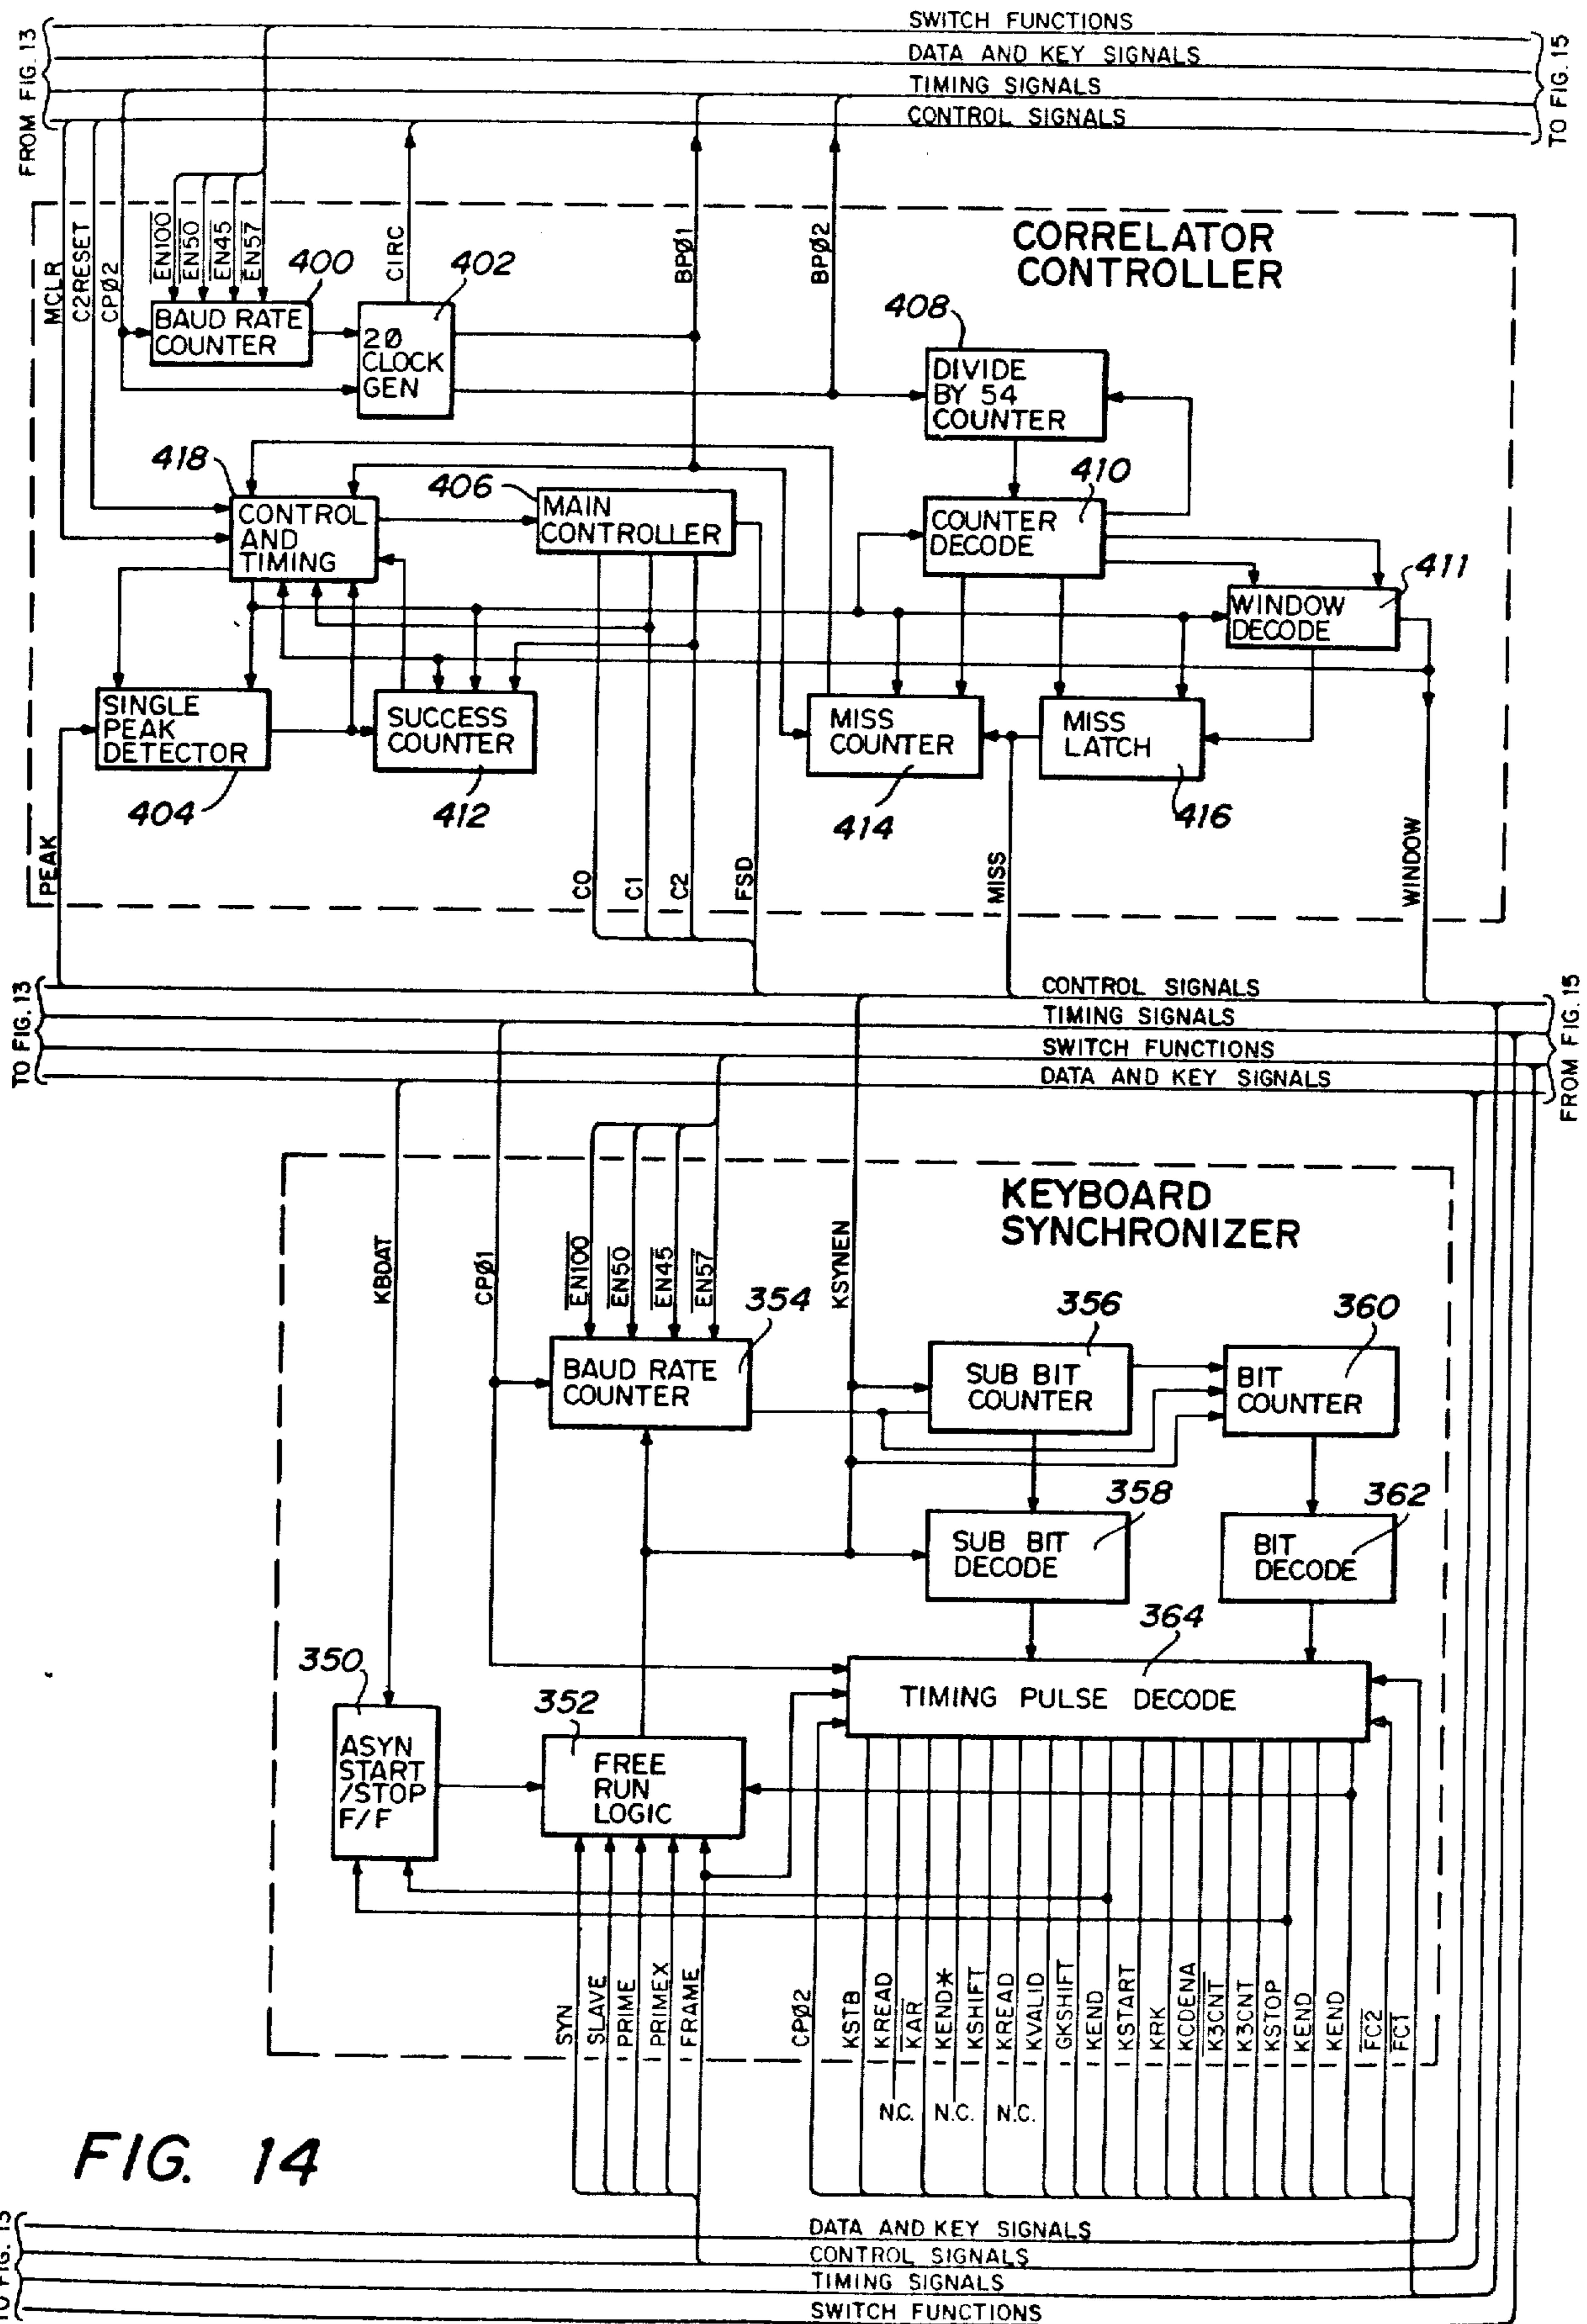 SWITCH FUNCTIONS
DATA AND KEY SIGNALS
TIMING SIGNALS
CONTROL SIGNALS
FROM FIG. 13
TO FIG. 15
MCLR
C2RESET
CPØ2
EN100
EN50
EN45
EN57
CIRC
BPØ1
BPØ2
CORRELATOR
CONTROLLER
400
BAUD RATE
COUNTER
402
2Ø
CLOCK
GEN
408
DIVIDE
BY 54
COUNTER
418
CONTROL
AND
TIMING
406
MAIN
CONTROLLER
410
COUNTER
DECODE
411
WINDOW
DECODE
SINGLE
PEAK
DETECTOR
404
SUCCESS
COUNTER
412
MISS
COUNTER
414
MISS
LATCH
416
PEAK
C0
C1
C2
FSD
MISS
WINDOW
TO FIG. 13
CONTROL SIGNALS
TIMING SIGNALS
SWITCH FUNCTIONS
DATA AND KEY SIGNALS
FROM FIG. 15
KEYBOARD
SYNCHRONIZER
KBDAT
CPØ1
EN100
EN50
EN45
EN57
KSYNEN
354
BAUD RATE
COUNTER
356
SUB BIT
COUNTER
360
BIT
COUNTER
358
SUB BIT
DECODE
362
BIT
DECODE
364
TIMING PULSE DECODE
350
ASYN
START
/STOP
F/F
352
FREE
RUN
LOGIC
SYN
SLAVE
PRIME
PRIMEX
FRAME
CPØ2
KSTB
KREAD
KAR
KEND*
KSHIFT
KREAD
KVALID
GKSHIFT
KEND
KSTART
KRK
KCDENA
K3CNT
K3CNT
KSTOP
KEND
KEND
FC2
FC1
N.C.
N.C.
N.C.
FIG. 14
DATA AND KEY SIGNALS
CONTROL SIGNALS
TIMING SIGNALS
SWITCH FUNCTIONS